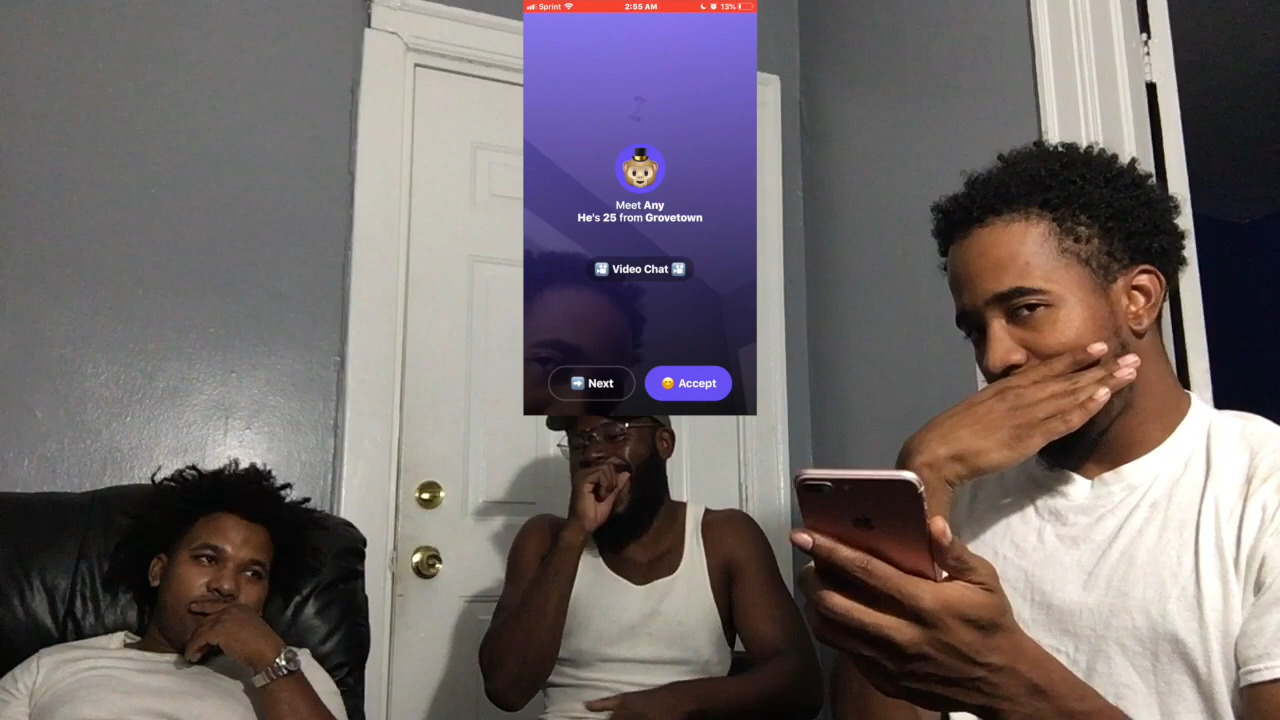 Sprint 2:55 AM 13%
Meet Any
He's 25 from Grovetown
Video Chat
Next Accept